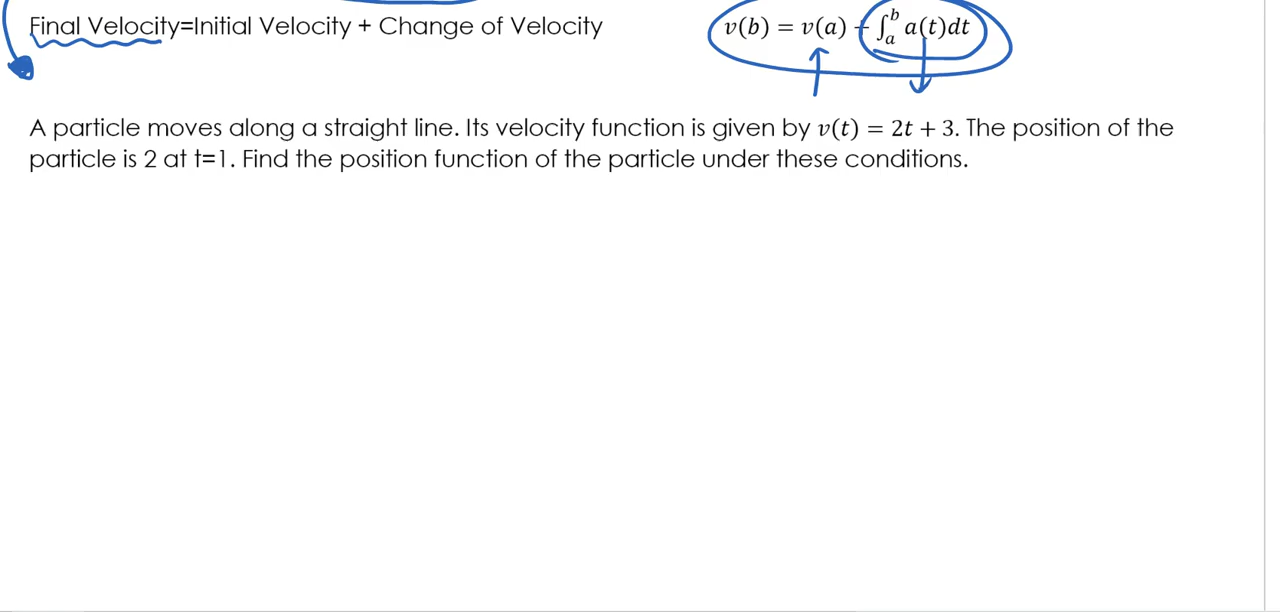 Final Velocity=Initial Velocity + Change of Velocity v(b) = v(a) + ∫ₐᵇ a(t)dt
A particle moves along a straight line. Its velocity function is given by v(t) = 2t + 3. The position of the
particle is 2 at t=1. Find the position function of the particle under these conditions.